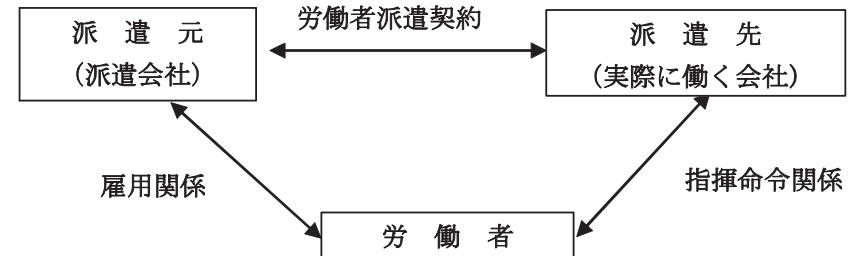 労働者派遣契約
派 遣 元
（派遣会社）
派 遣 先
（実際に働く会社）
雇用関係
指揮命令関係
労 働 者